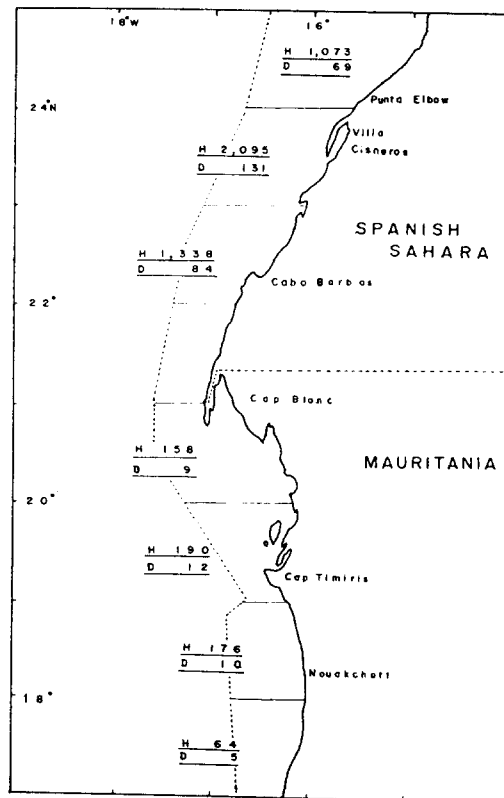 18°W 16°
H 1,073
D 69
24°N
Punta Elbow
Villa
Cisneros
H 2,095
D 131
SPANISH
SAHARA
H 1,338
D 84
Cabo Barbas
22°
Cap Blanc
H 158
D 9
MAURITANIA
20°
H 190
D 12
Cap Timiris
H 176
D 10
Nouakchott
18°
H 64
D 5